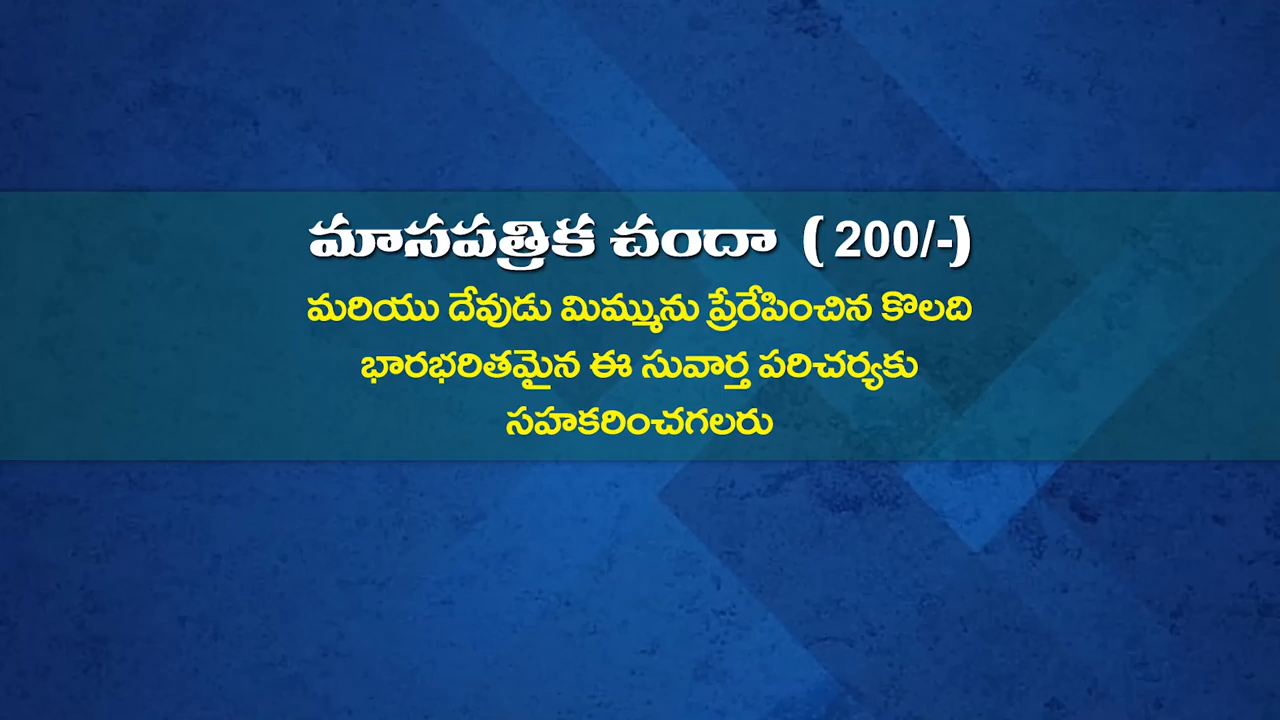 మాసపత్రిక చందా ( 200/-)
మరియు దేవుడు మిమ్మును ప్రేరేపించిన కొలది
భారభరితమైన ఈ సువార్త పరిచర్యకు
సహకరించగలరు